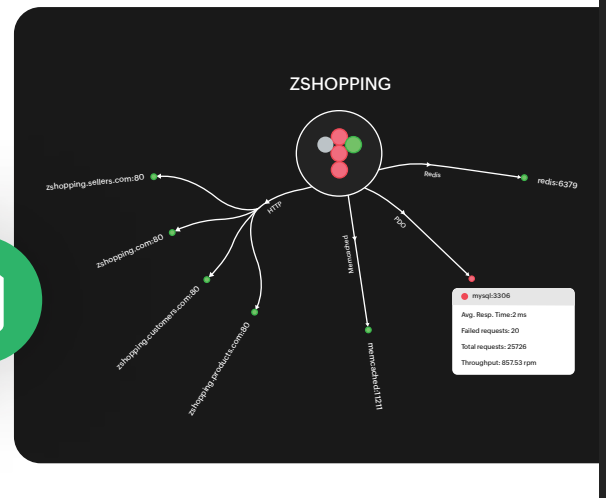 ZSHOPPING
zshopping.sellers.com:80
HTTP
Redis
redis:6379
zshopping.com:80
PDO
Memcached
zshopping.customers.com:80
zshopping.products.com:80
memcached:11211
mysql:3306
Avg. Resp. Time:2 ms
Failed requests: 20
Total requests: 25726
Throughput: 857.53 rpm